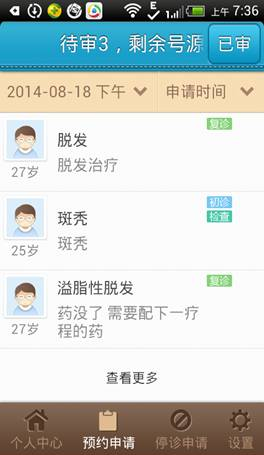 上午 7:36
待审3，剩余号源
已审
2014-08-18 下午
申请时间
复诊
脱发
脱发治疗
27岁
初诊
检查
斑秃
斑秃
25岁
复诊
溢脂性脱发
药没了 需要配下一疗
程的药
27岁
查看更多
个人中心
预约申请
停诊申请
设置